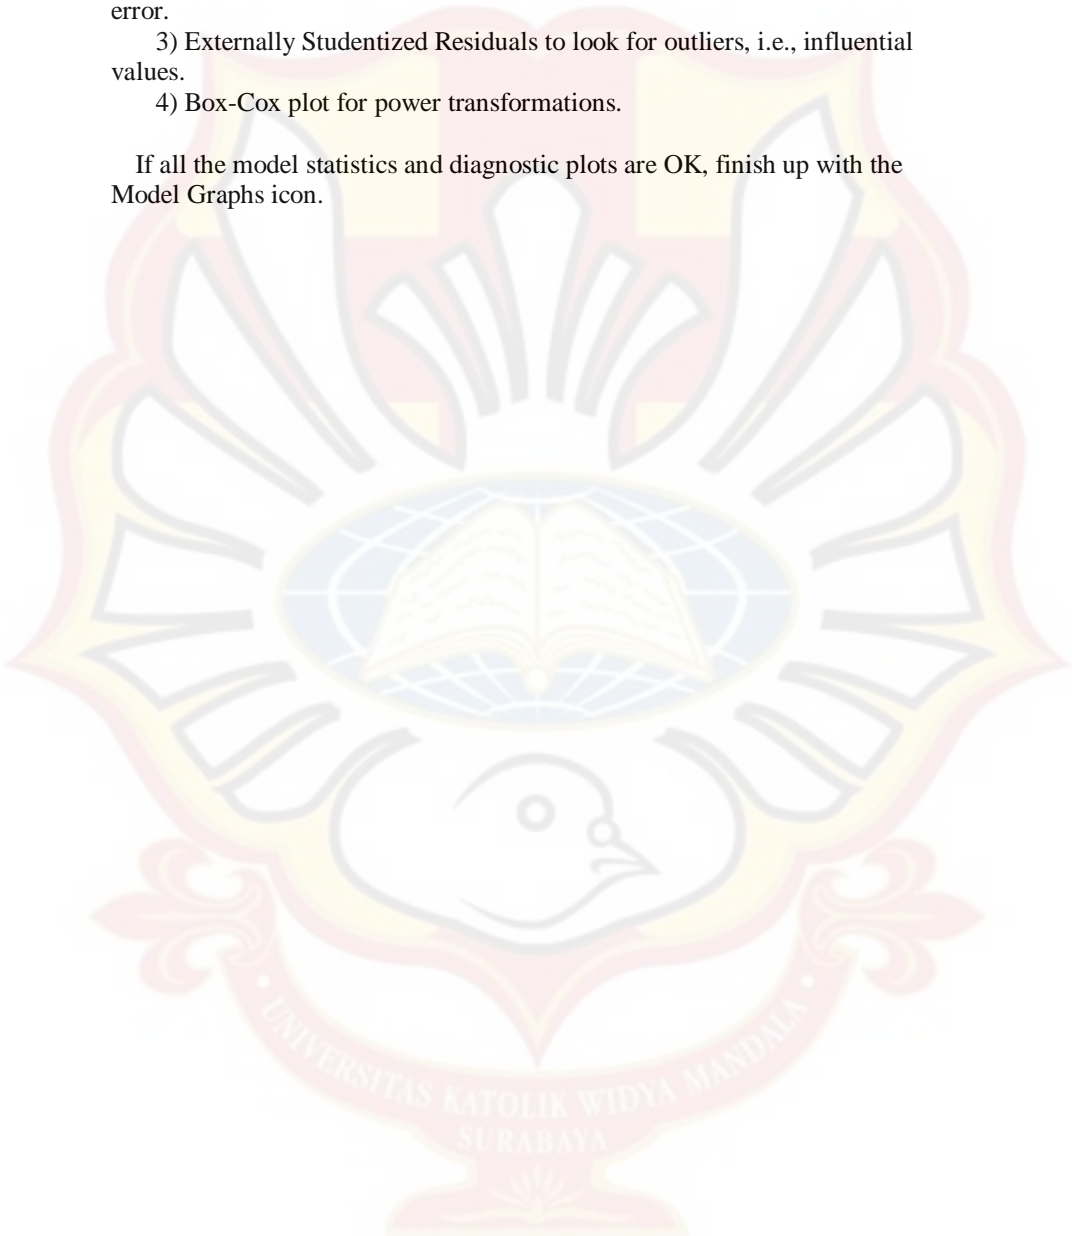 error.
3) Externally Studentized Residuals to look for outliers, i.e., influential
values.
4) Box-Cox plot for power transformations.
If all the model statistics and diagnostic plots are OK, finish up with the
Model Graphs icon.
• UNIVERSITAS KATOLIK WIDYA MANDALA •
SURABAYA